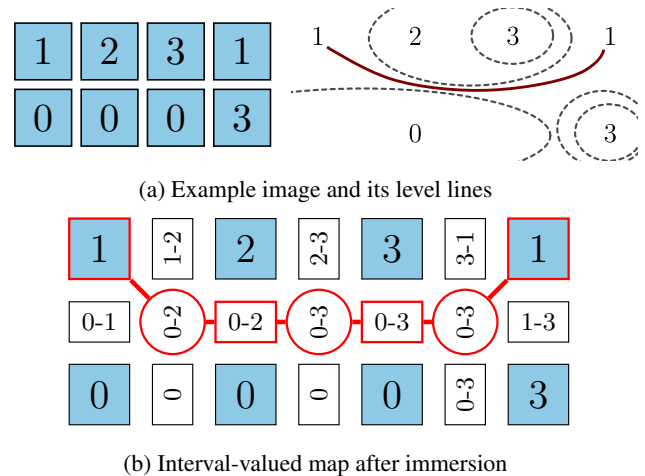 1 2 3 1 1 2 3 1
0 0 0 3 0 3
(a) Example image and its level lines
1 1-2 2 2-3 3 3-1 1
0-1 0-2 0-2 0-3 0-3 0-3 1-3
0 0 0 0 0 0-3 3
(b) Interval-valued map after immersion